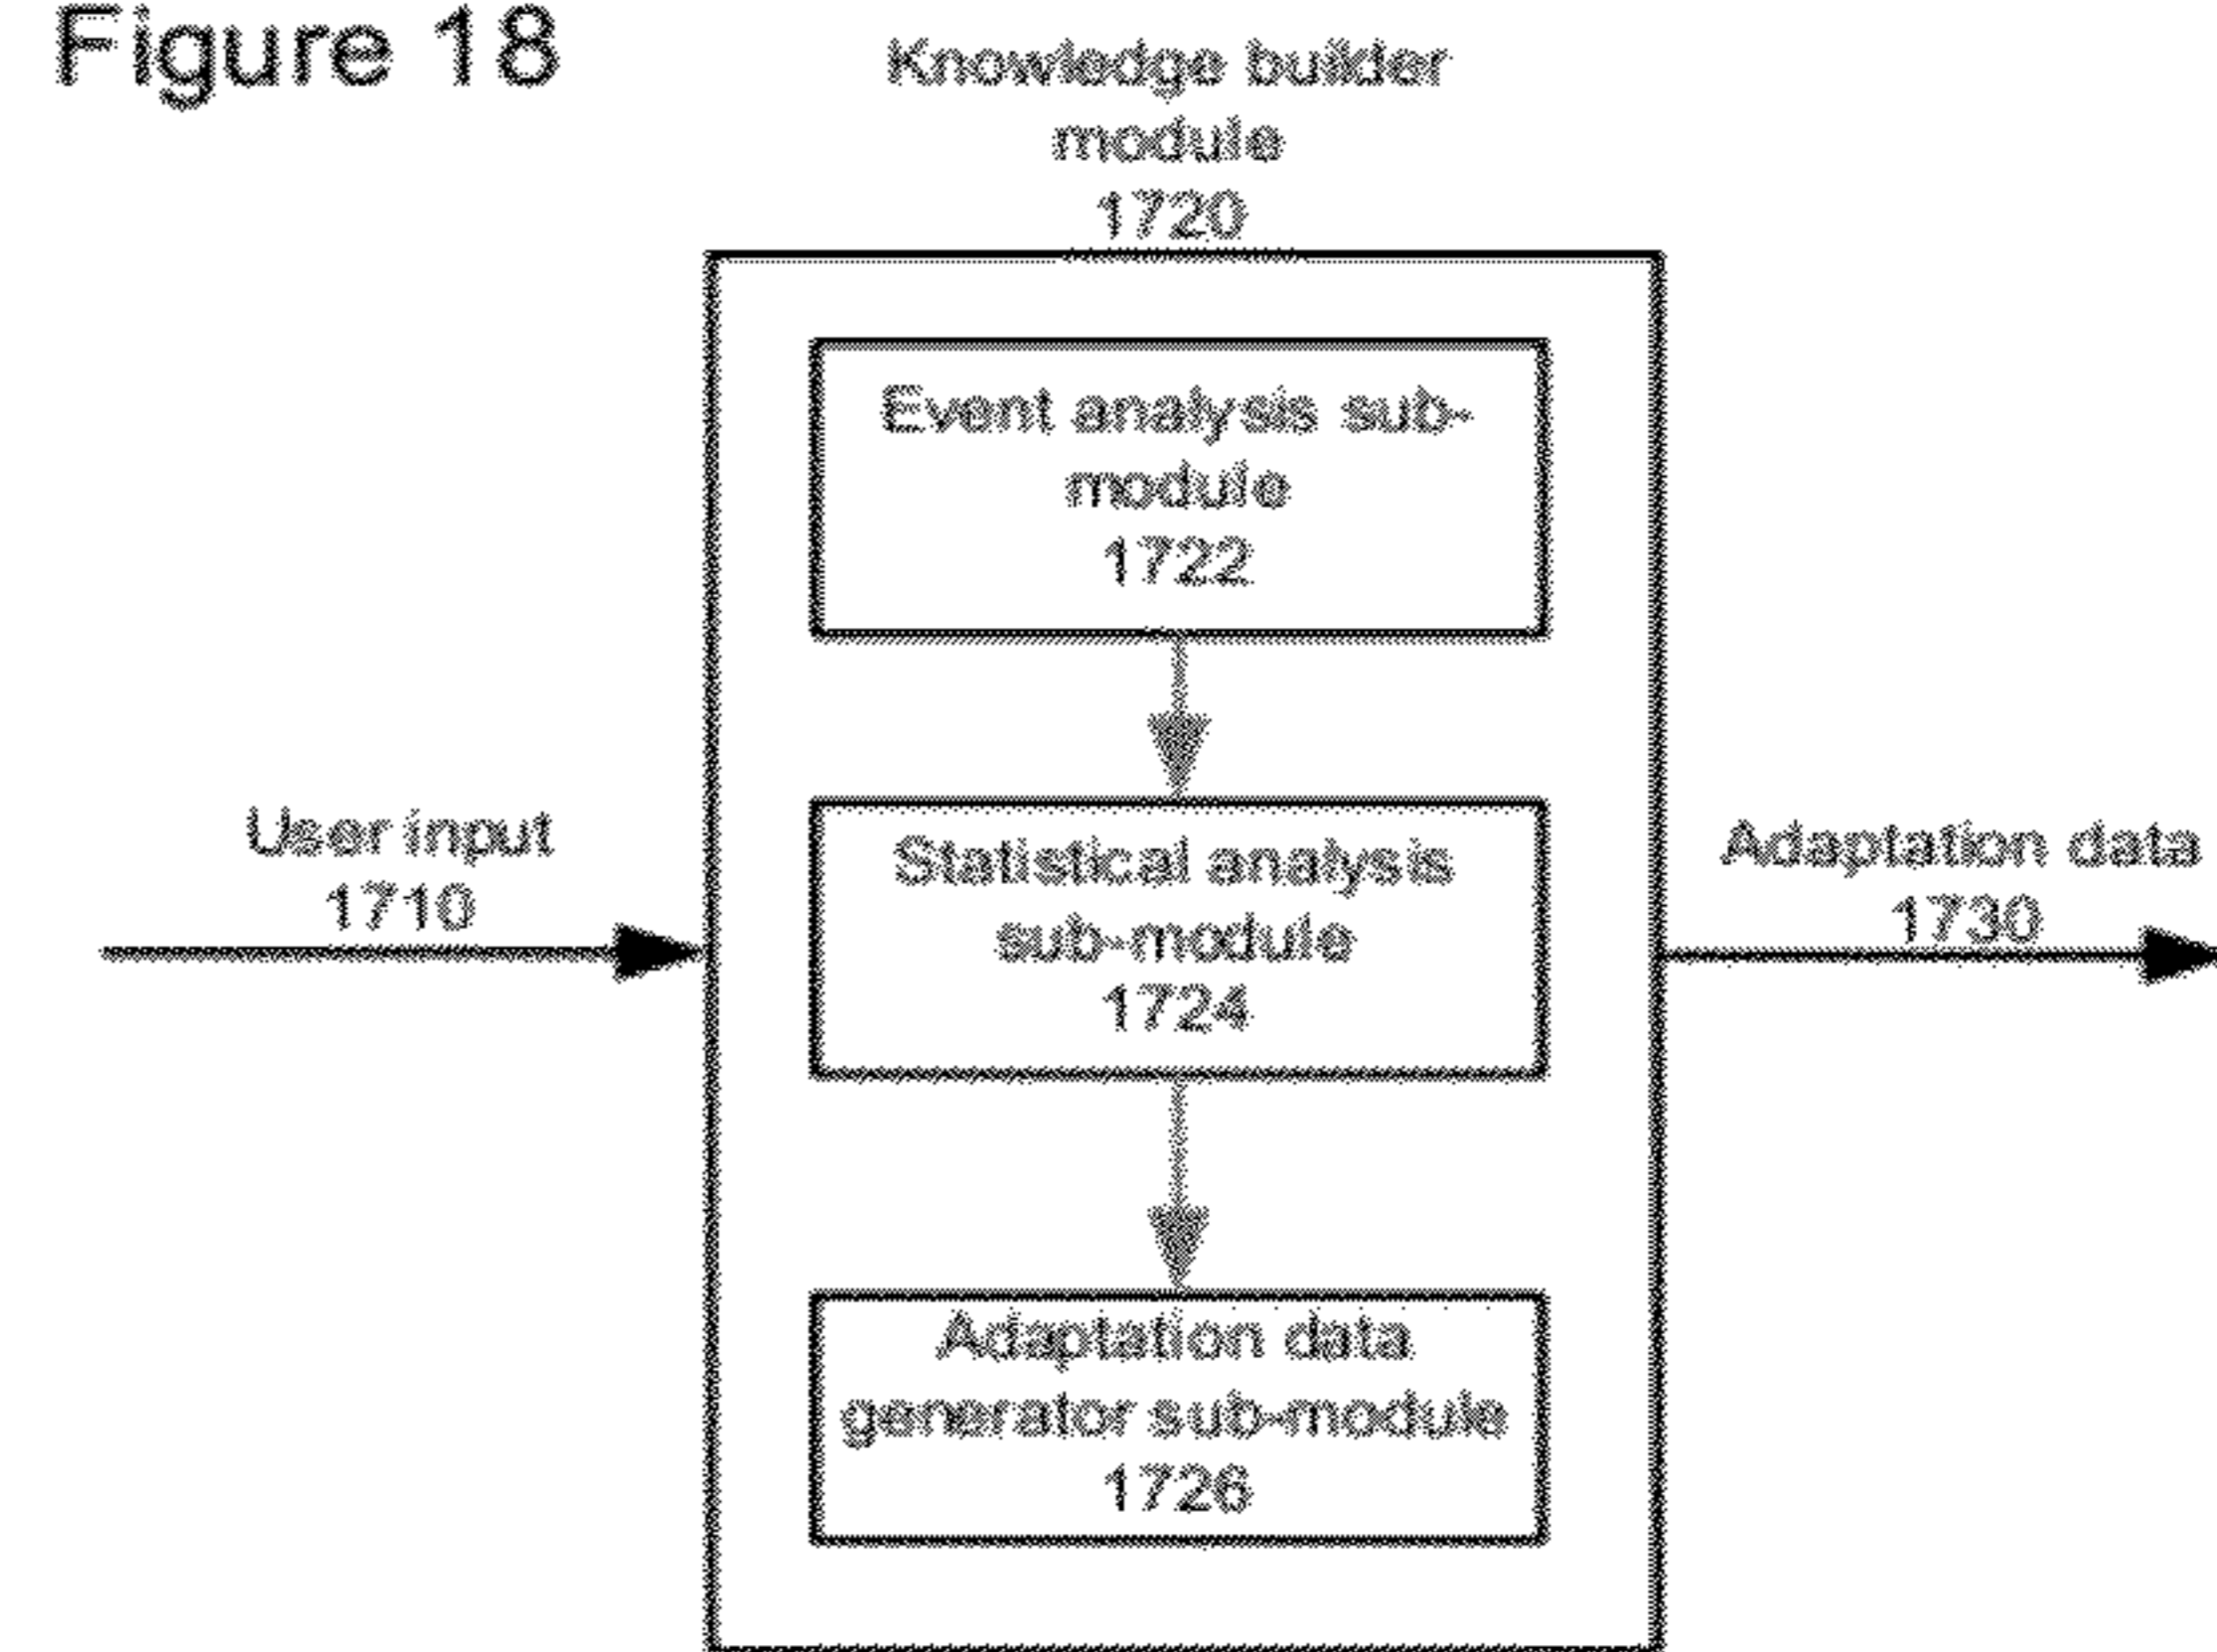 Figure 18
Knowledge builder
module
1720
Event analysis sub-
module
1722
User input
1710
Statistical analysis
sub-module
1724
Adaptation data
1730
Adaptation data
generator sub-module
1726